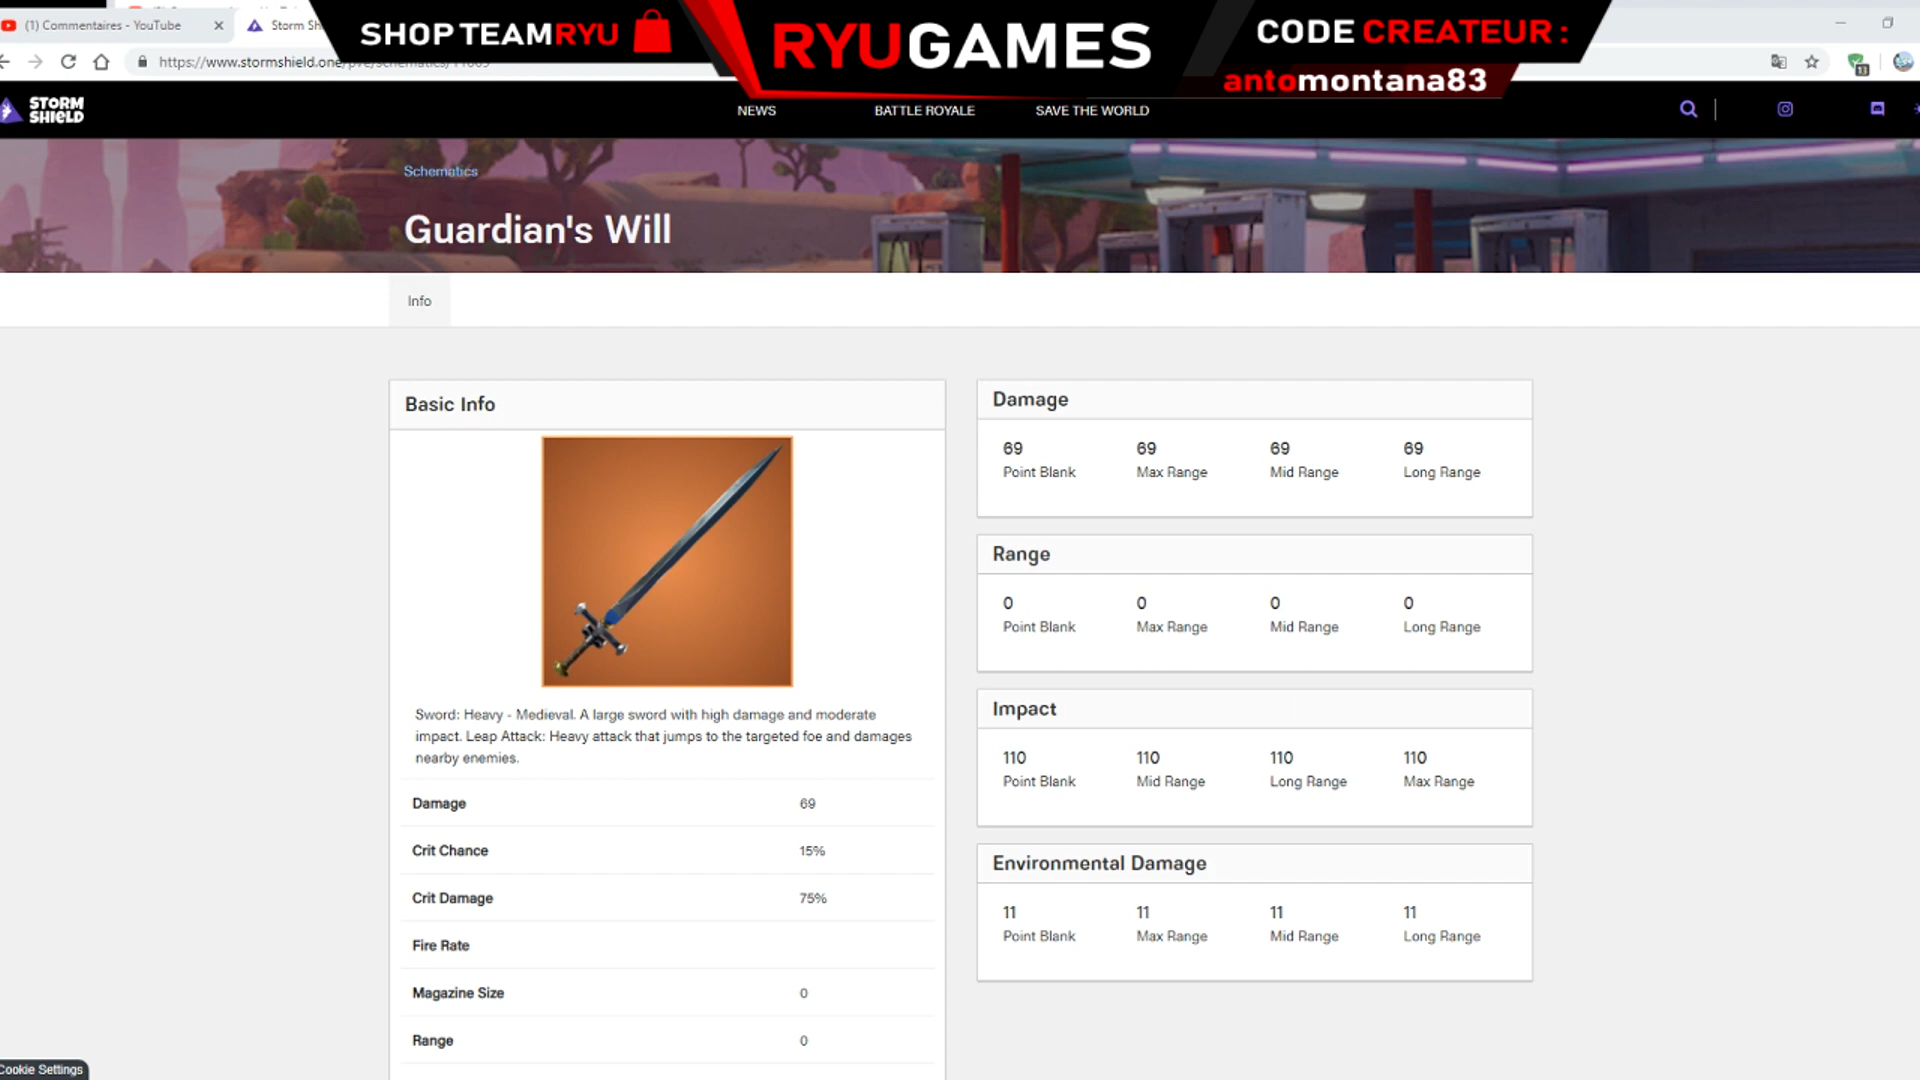 (1) Commentaires - YouTube
Storm Sh
SHOP TEAMRYU
RYUGAMES
CODE CREATEUR :
antomontana83
https://www.stormshield.one/pve/schematics/
13
STORM
SHIELD
NEWS
BATTLE ROYALE
SAVE THE WORLD
Schematics
Guardian's Will
Info
Basic Info
Sword: Heavy - Medieval. A large sword with high damage and moderate
impact. Leap Attack: Heavy attack that jumps to the targeted foe and damages
nearby enemies.
Damage 69
Crit Chance 15%
Crit Damage 75%
Fire Rate
Magazine Size 0
Range 0
Damage
69 69 69 69
Point Blank Max Range Mid Range Long Range
Range
0 0 0 0
Point Blank Max Range Mid Range Long Range
Impact
110 110 110 110
Point Blank Mid Range Long Range Max Range
Environmental Damage
11 11 11 11
Point Blank Max Range Mid Range Long Range
Cookie Settings